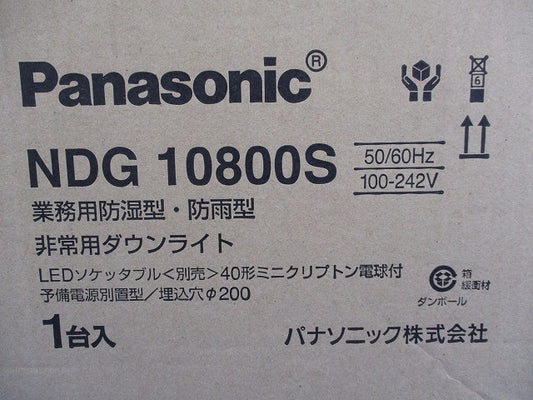 Panasonic®
6
NDG 10800S
50/60Hz
100-242V
業務用防湿型・防雨型
非常用ダウンライト
LEDソケッタブル<別売>40形ミニクリプトン電球付
予備電源別置型/埋込穴φ200
箱
緩衝材
ダンボール
1台入
パナソニック株式会社